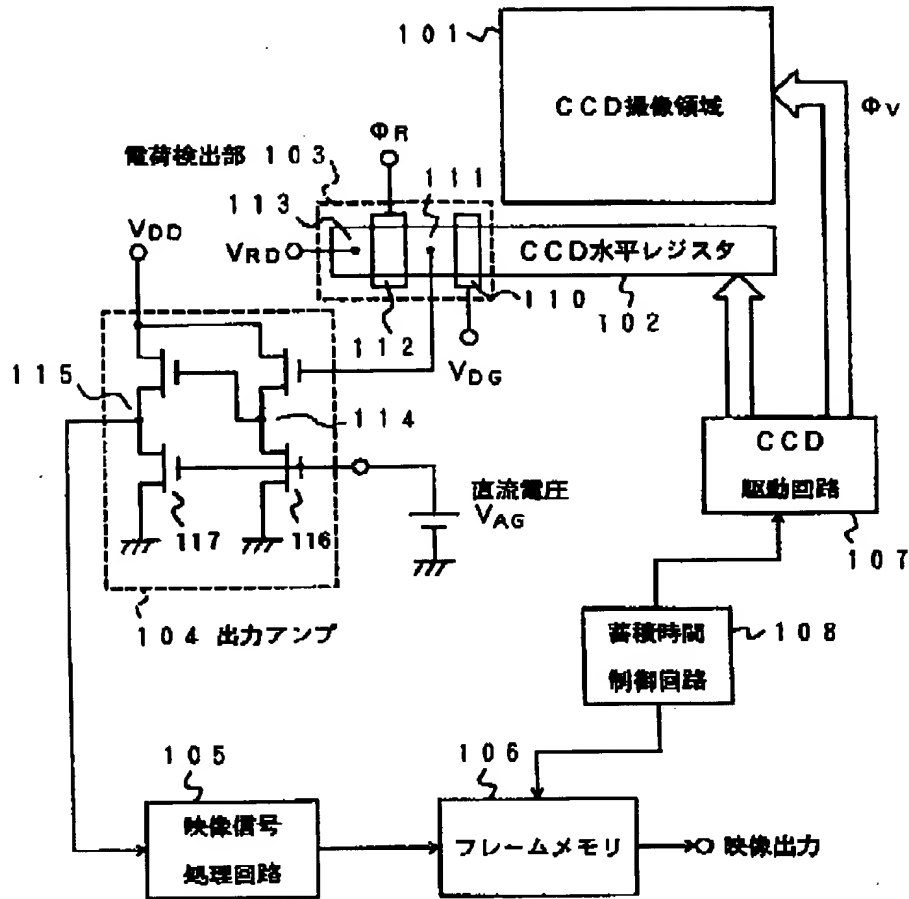 101
CCD撮像領域
ΦV
ΦR
電荷検出部 103
111
113
VDD
VRD
CCD水平レジスタ
110
102
112
VDG
115
114
CCD
駆動回路
直流電圧
VAG
117
116
107
104 出力アンプ
蓄積時間
制御回路
108
105
106
映像信号
処理回路
フレームメモリ
映像出力